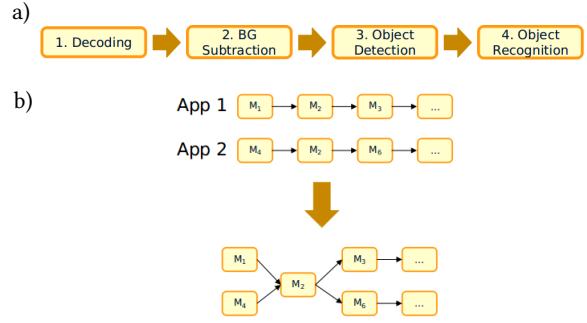 a)
1. Decoding
2. BG
Subtraction
3. Object
Detection
4. Object
Recognition
b)
App 1 M₁ M₂ M₃ ...
App 2 M₄ M₂ M₆ ...
M₁ M₃ ...
M₂
M₄ M₆ ...